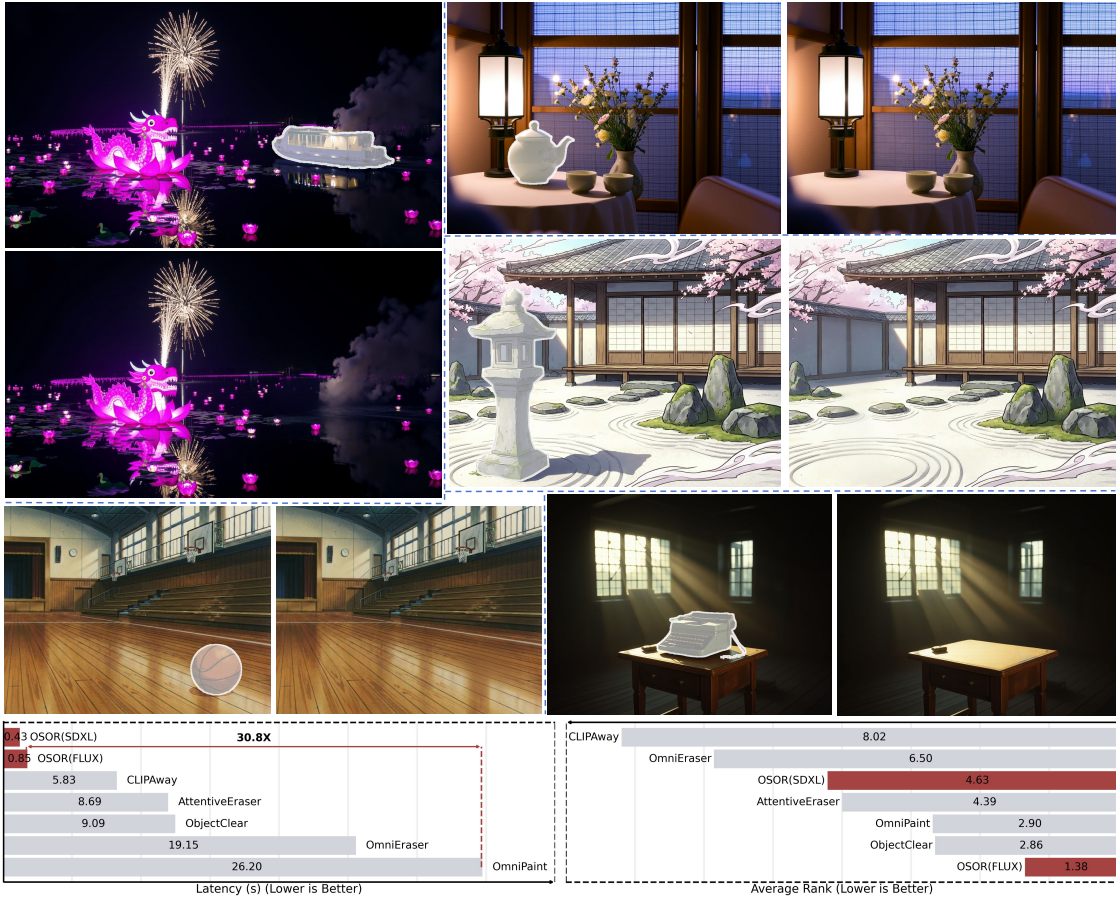 0.43 OSOR(SDXL)
30.8X
0.85 OSOR(FLUX)
5.83 CLIPAway
8.69 AttentiveEraser
9.09 ObjectClear
19.15 OmniEraser
26.20 OmniPaint
Latency (s) (Lower is Better)
CLIPAway 8.02
OmniEraser 6.50
OSOR(SDXL) 4.63
AttentiveEraser 4.39
OmniPaint 2.90
ObjectClear 2.86
OSOR(FLUX) 1.38
Average Rank (Lower is Better)